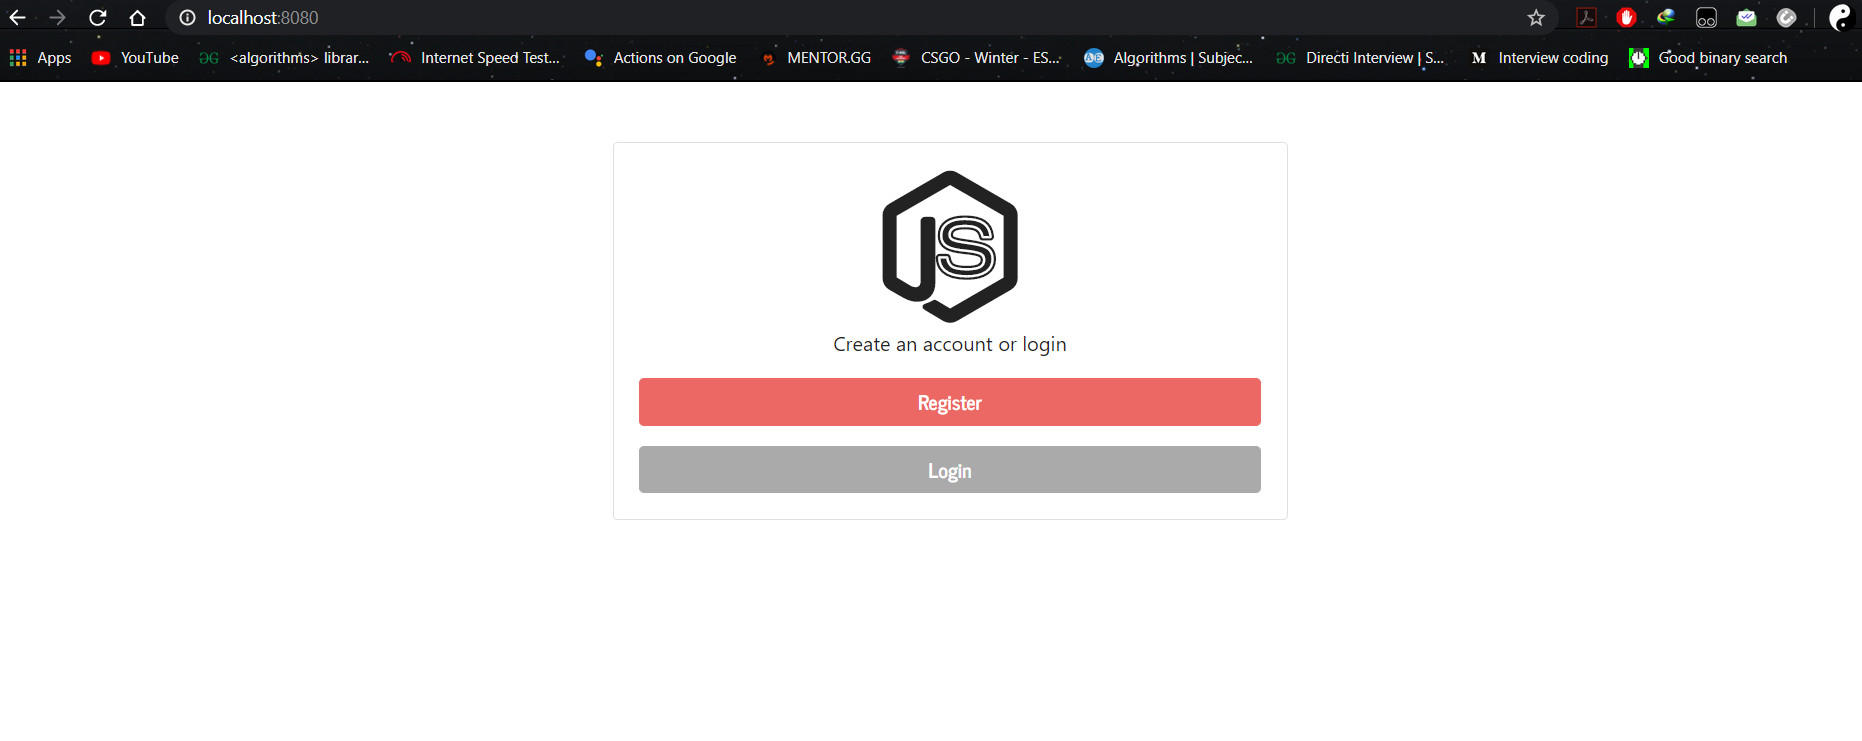 localhost:8080
Apps YouTube <algorithms> librar... Internet Speed Test... Actions on Google MENTOR.GG CSGO - Winter - ES... Algorithms | Subjec... Directi Interview | S... M Interview coding Good binary search
JS
Create an account or login
Register
Login